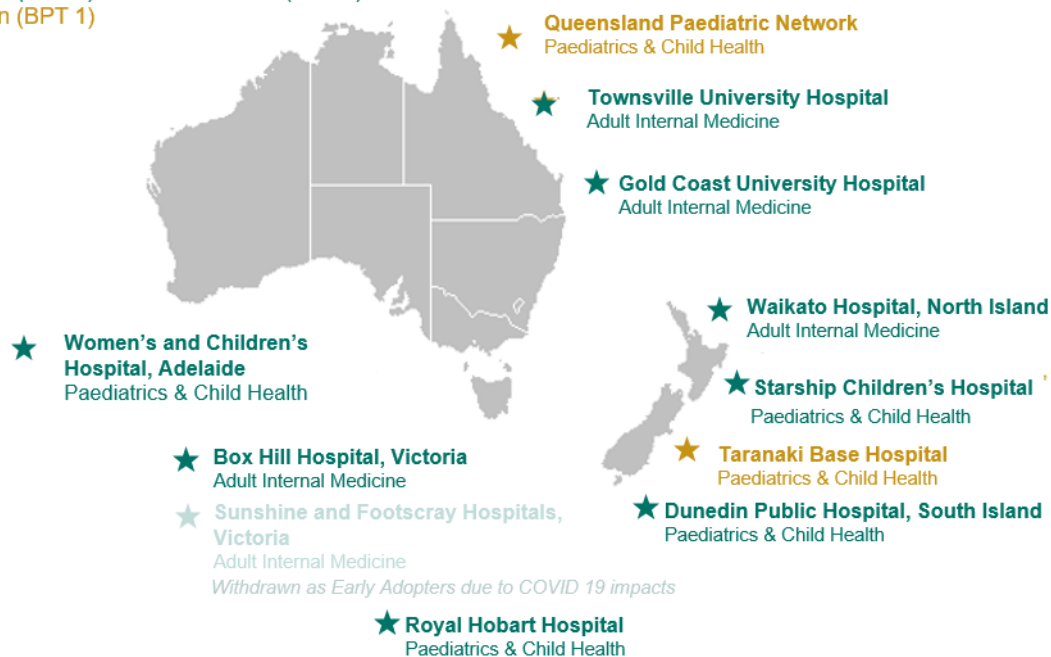 n (BPT 1)
Queensland Paediatric Network
Paediatrics & Child Health
Townsville University Hospital
Adult Internal Medicine
Gold Coast University Hospital
Adult Internal Medicine
Waikato Hospital, North Island
Adult Internal Medicine
Women’s and Children’s
Hospital, Adelaide
Paediatrics & Child Health
Starship Children’s Hospital
Paediatrics & Child Health
Box Hill Hospital, Victoria
Adult Internal Medicine
Taranaki Base Hospital
Paediatrics & Child Health
Sunshine and Footscray Hospitals,
Victoria
Adult Internal Medicine
Withdrawn as Early Adopters due to COVID 19 impacts
Dunedin Public Hospital, South Island
Paediatrics & Child Health
Royal Hobart Hospital
Paediatrics & Child Health